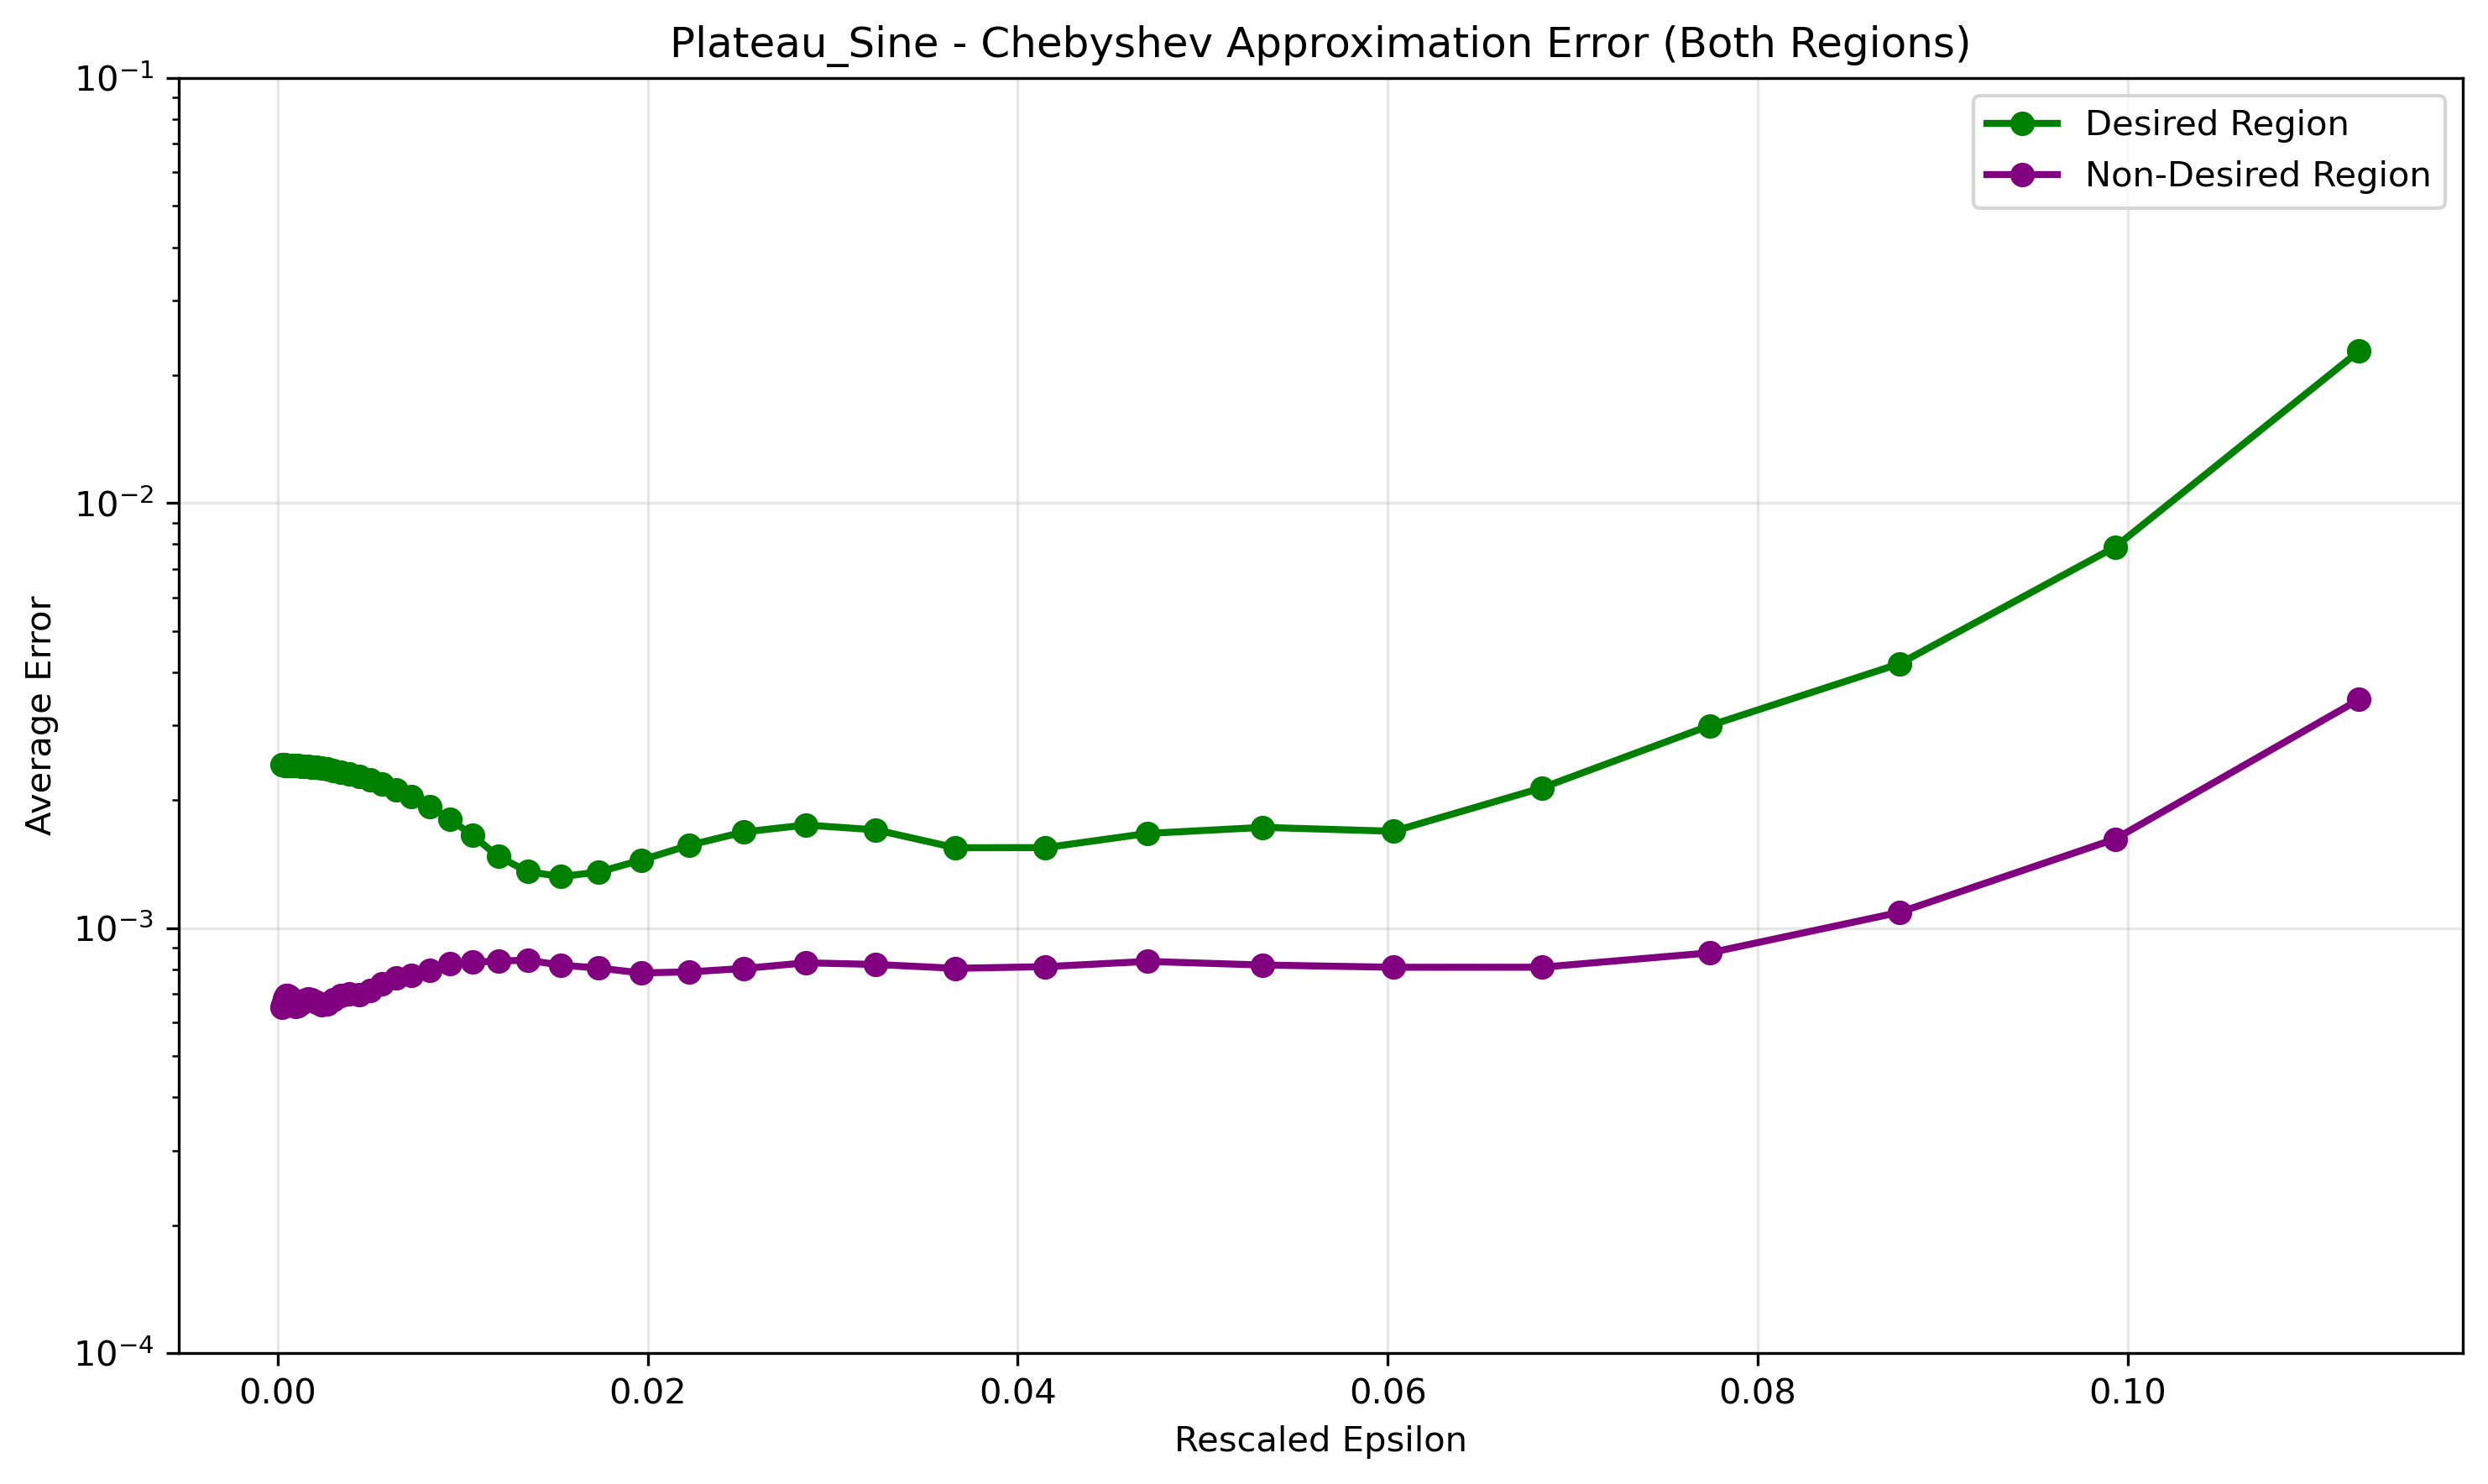 Plateau_Sine - Chebyshev Approximation Error (Both Regions)
Desired Region
Non-Desired Region
Average Error
10⁻¹
10⁻²
10⁻³
10⁻⁴
0.00 0.02 0.04 0.06 0.08 0.10
Rescaled Epsilon